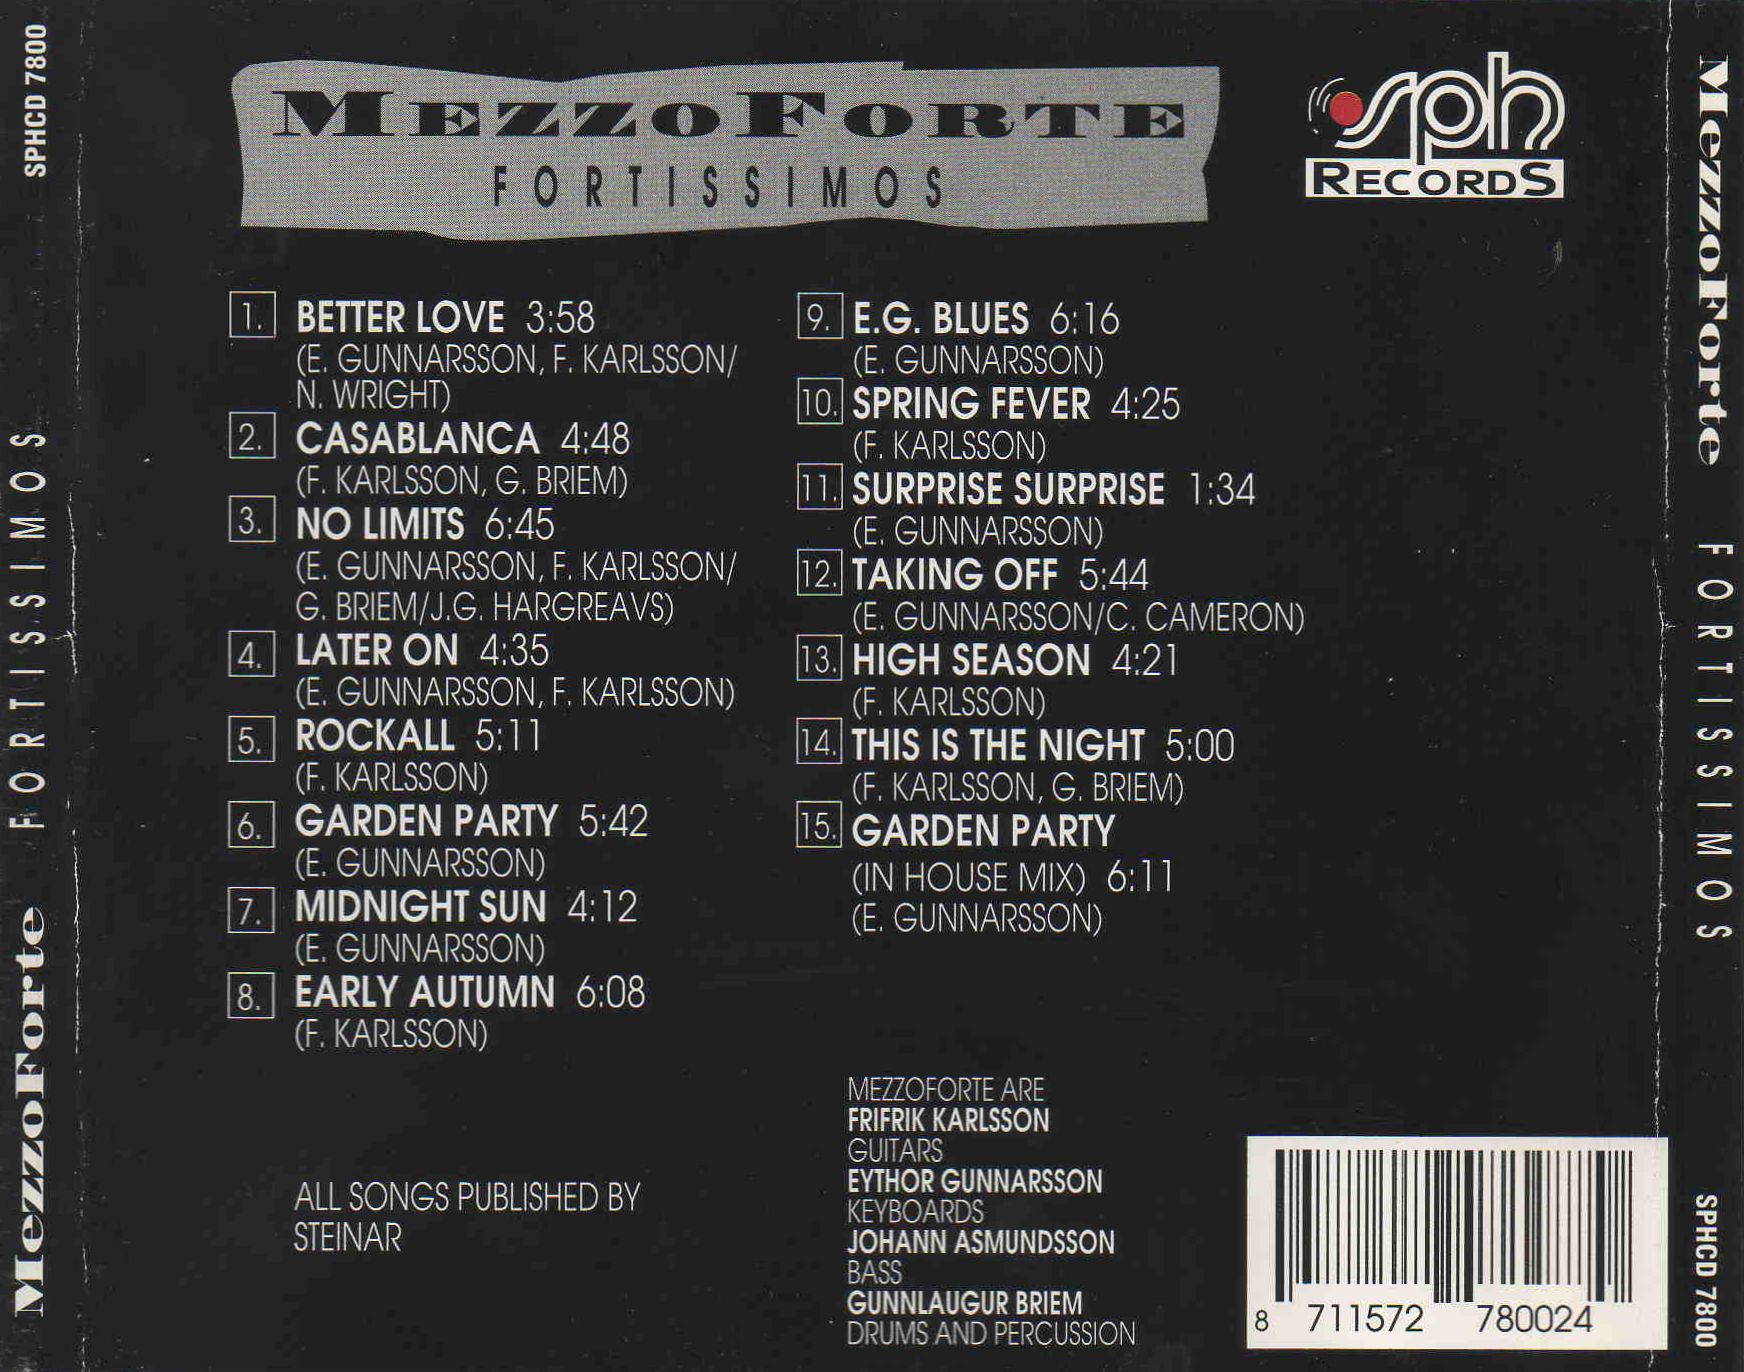 SPHCD 7800
FORTISSIMOS
MEZZOFORTE
MEZZOFORTE
FORTISSIMOS
sph
RECORDS
1. BETTER LOVE 3:58
(E. GUNNARSSON, F. KARLSSON/
N. WRIGHT)
2. CASABLANCA 4:48
(F. KARLSSON, G. BRIEM)
3. NO LIMITS 6:45
(E. GUNNARSSON, F. KARLSSON/
G. BRIEM/J.G. HARGREAVS)
4. LATER ON 4:35
(E. GUNNARSSON, F. KARLSSON)
5. ROCKALL 5:11
(F. KARLSSON)
6. GARDEN PARTY 5:42
(E. GUNNARSSON)
7. MIDNIGHT SUN 4:12
(E. GUNNARSSON)
8. EARLY AUTUMN 6:08
(F. KARLSSON)
9. E.G. BLUES 6:16
(E. GUNNARSSON)
10. SPRING FEVER 4:25
(F. KARLSSON)
11. SURPRISE SURPRISE 1:34
(E. GUNNARSSON)
12. TAKING OFF 5:44
(E. GUNNARSSON/C. CAMERON)
13. HIGH SEASON 4:21
(F. KARLSSON)
14. THIS IS THE NIGHT 5:00
(F. KARLSSON, G. BRIEM)
15. GARDEN PARTY
(IN HOUSE MIX) 6:11
(E. GUNNARSSON)
ALL SONGS PUBLISHED BY
STEINAR
MEZZOFORTE ARE
FRIFRIK KARLSSON
GUITARS
EYTHOR GUNNARSSON
KEYBOARDS
JOHANN ASMUNDSSON
BASS
GUNNLAUGUR BRIEM
DRUMS AND PERCUSSION
8 711572 780024
MezzoForte
FORTISSIMOS
SPHCD 7800